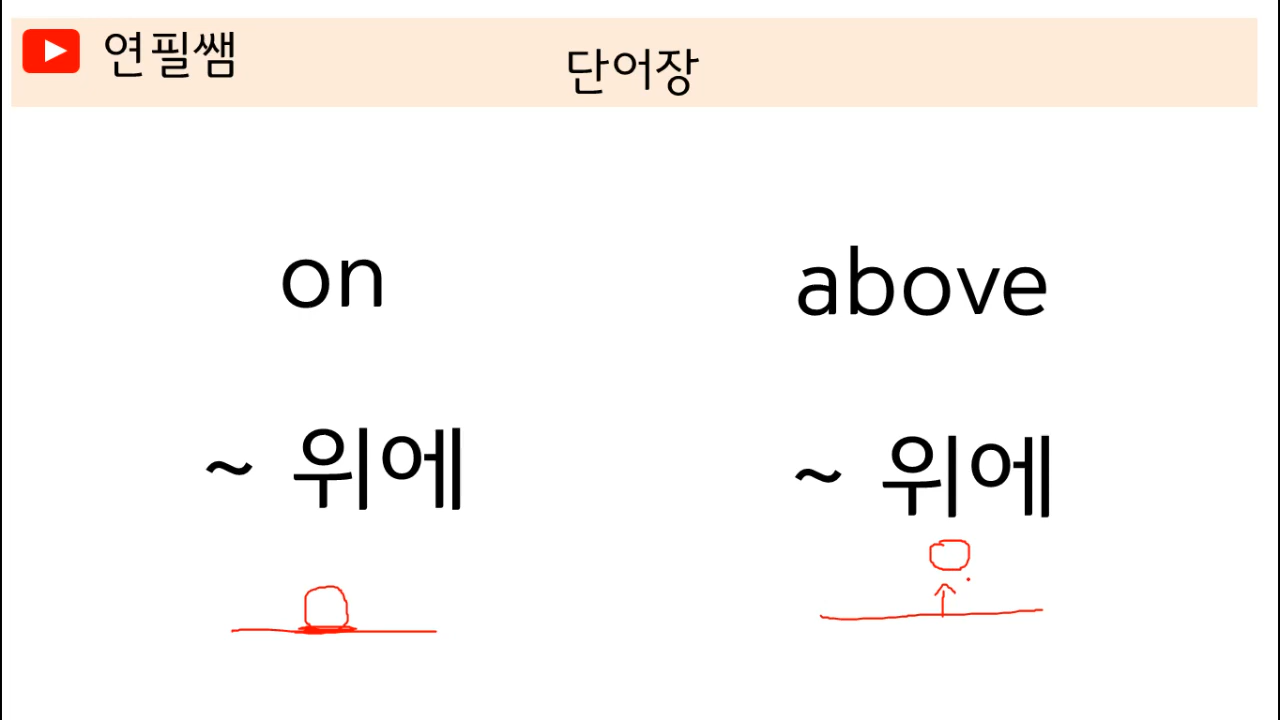 연필쌤
단어장
on
above
~ 위에
~ 위에